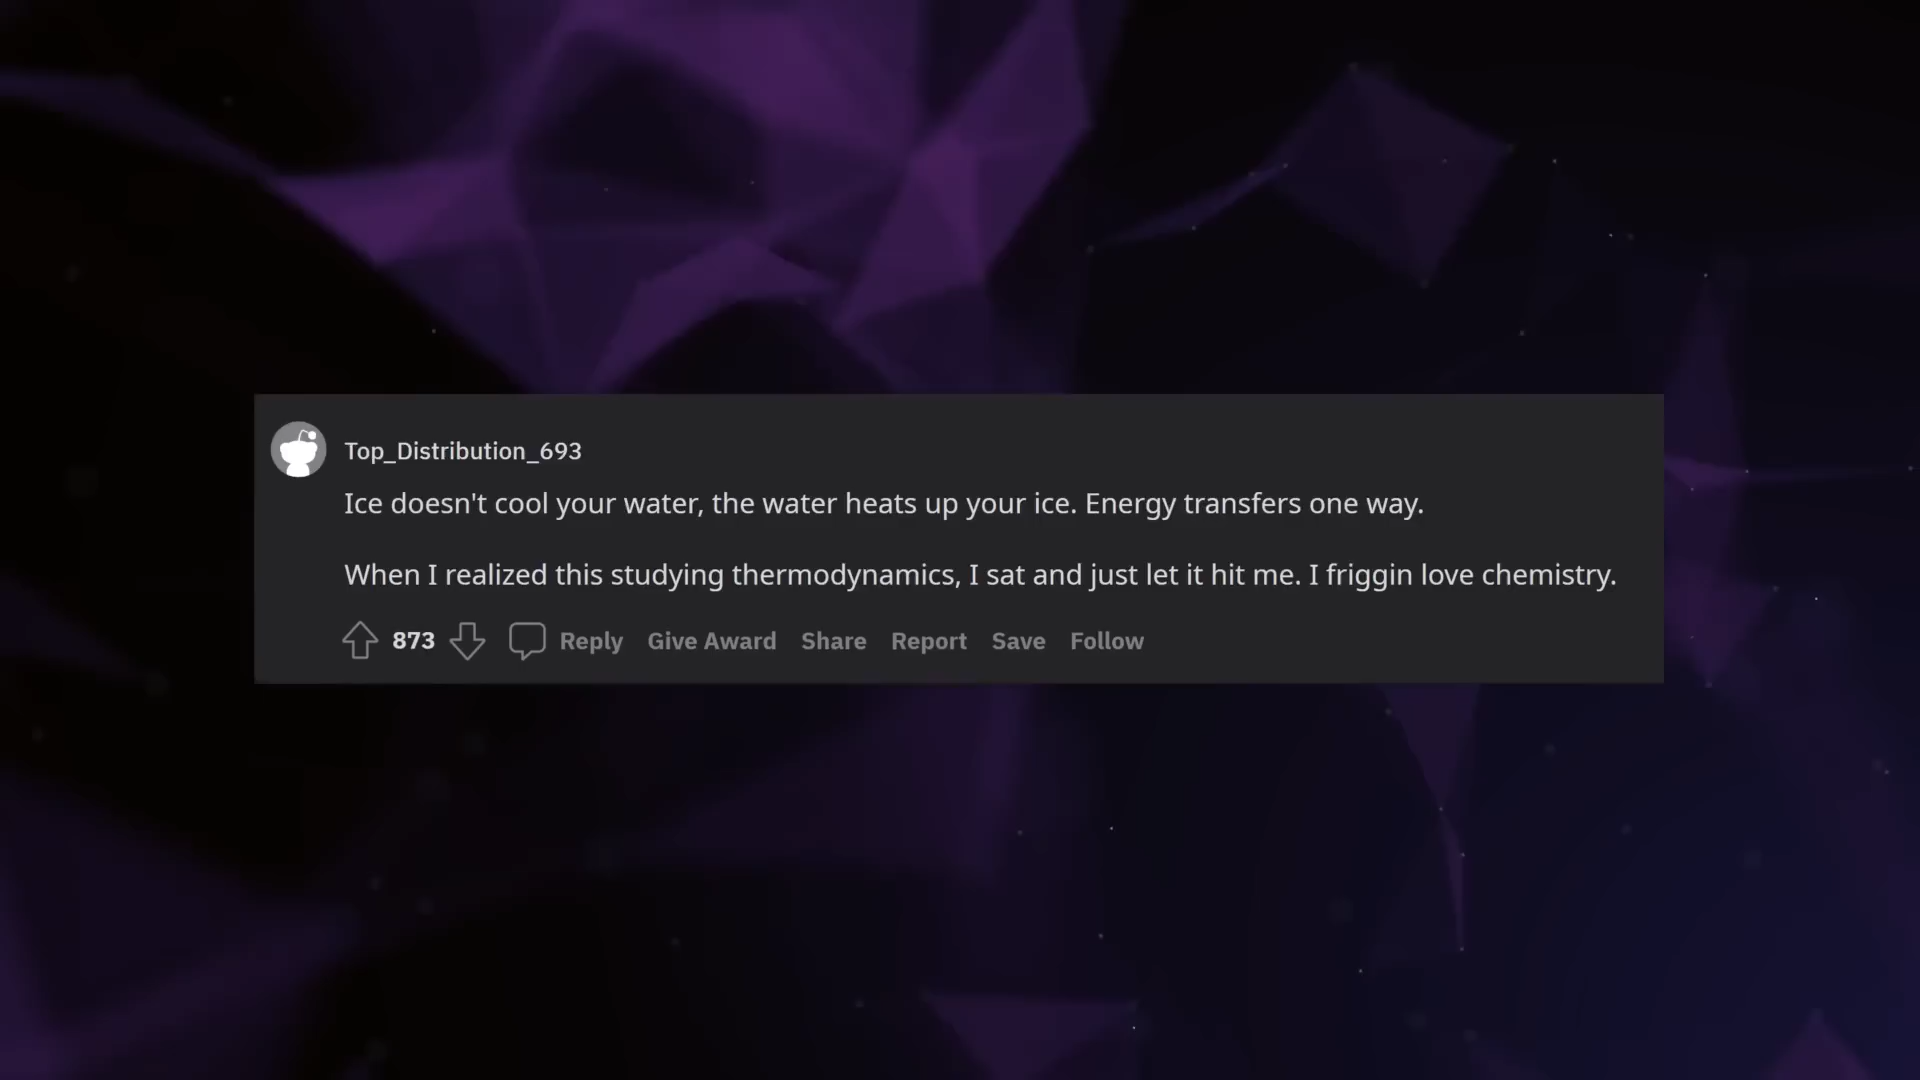 Top_Distribution_693
Ice doesn't cool your water, the water heats up your ice. Energy transfers one way.
When I realized this studying thermodynamics, I sat and just let it hit me. I friggin love chemistry.
873 Reply Give Award Share Report Save Follow